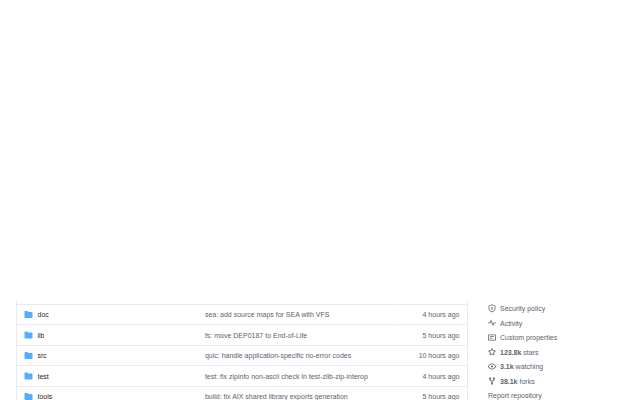 doc sea: add source maps for SEA with VFS 4 hours ago
lib fs: move DEP0187 to End-of-Life 5 hours ago
src quic: handle application-specific no-error codes 10 hours ago
test test: fix zipinfo non-ascii check in test-zlib-zip-interop 4 hours ago
tools build: fix AIX shared library exports generation 5 hours ago
Security policy
Activity
Custom properties
123.8k stars
3.1k watching
38.1k forks
Report repository